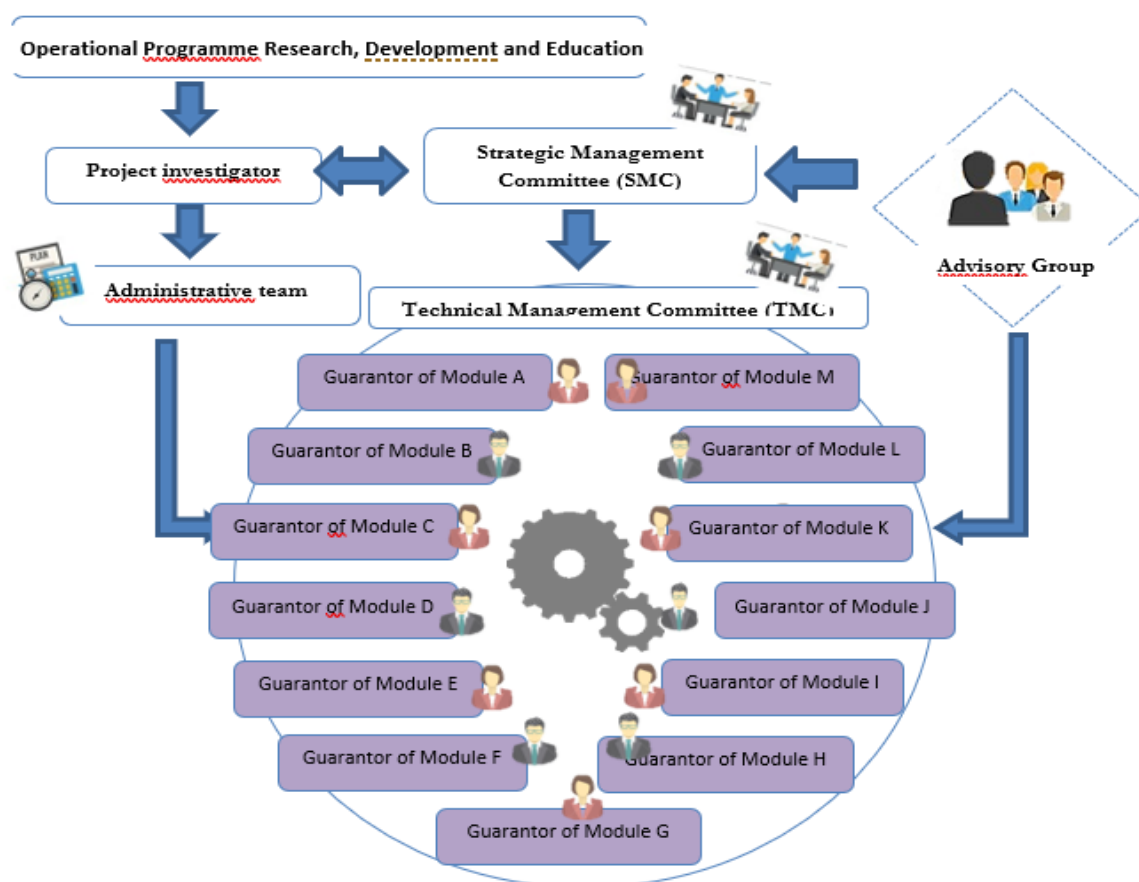 Operational Programme Research, Development and Education
Project investigator
Strategic Management
Committee (SMC)
Advisory Group
PLAN
Administrative team
Technical Management Committee (TMC)
Guarantor of Module A
Guarantor of Module M
Guarantor of Module B
Guarantor of Module L
Guarantor of Module C
Guarantor of Module K
Guarantor of Module D
Guarantor of Module J
Guarantor of Module E
Guarantor of Module I
Guarantor of Module F
Guarantor of Module H
Guarantor of Module G